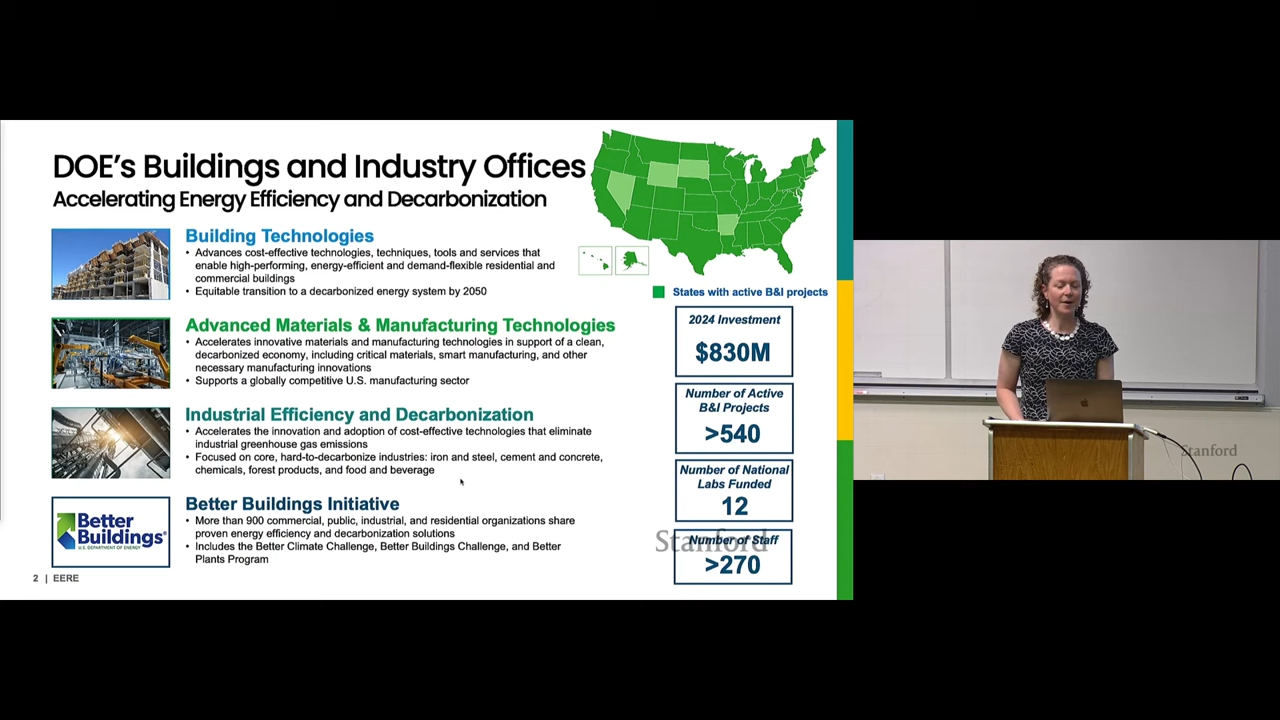 DOE's Buildings and Industry Offices
Accelerating Energy Efficiency and Decarbonization
Building Technologies
• Advances cost-effective technologies, techniques, tools and services that
enable high-performing, energy-efficient and demand-flexible residential and
commercial buildings
• Equitable transition to a decarbonized energy system by 2050
Advanced Materials & Manufacturing Technologies
• Accelerates innovative materials and manufacturing technologies in support of a clean,
decarbonized economy, including critical materials, smart manufacturing, and other
necessary manufacturing innovations
• Supports a globally competitive U.S. manufacturing sector
Industrial Efficiency and Decarbonization
• Accelerates the innovation and adoption of cost-effective technologies that eliminate
industrial greenhouse gas emissions
• Focused on core, hard-to-decarbonize industries: iron and steel, cement and concrete,
chemicals, forest products, and food and beverage
Better
Buildings®
U.S. DEPARTMENT OF ENERGY
Better Buildings Initiative
• More than 900 commercial, public, industrial, and residential organizations share
proven energy efficiency and decarbonization solutions
• Includes the Better Climate Challenge, Better Buildings Challenge, and Better
Plants Program
2 | EERE
States with active B&I projects
2024 Investment
$830M
Number of Active
B&I Projects
>540
Number of National
Labs Funded
12
Number of Staff
>270
Stanford
Stanford